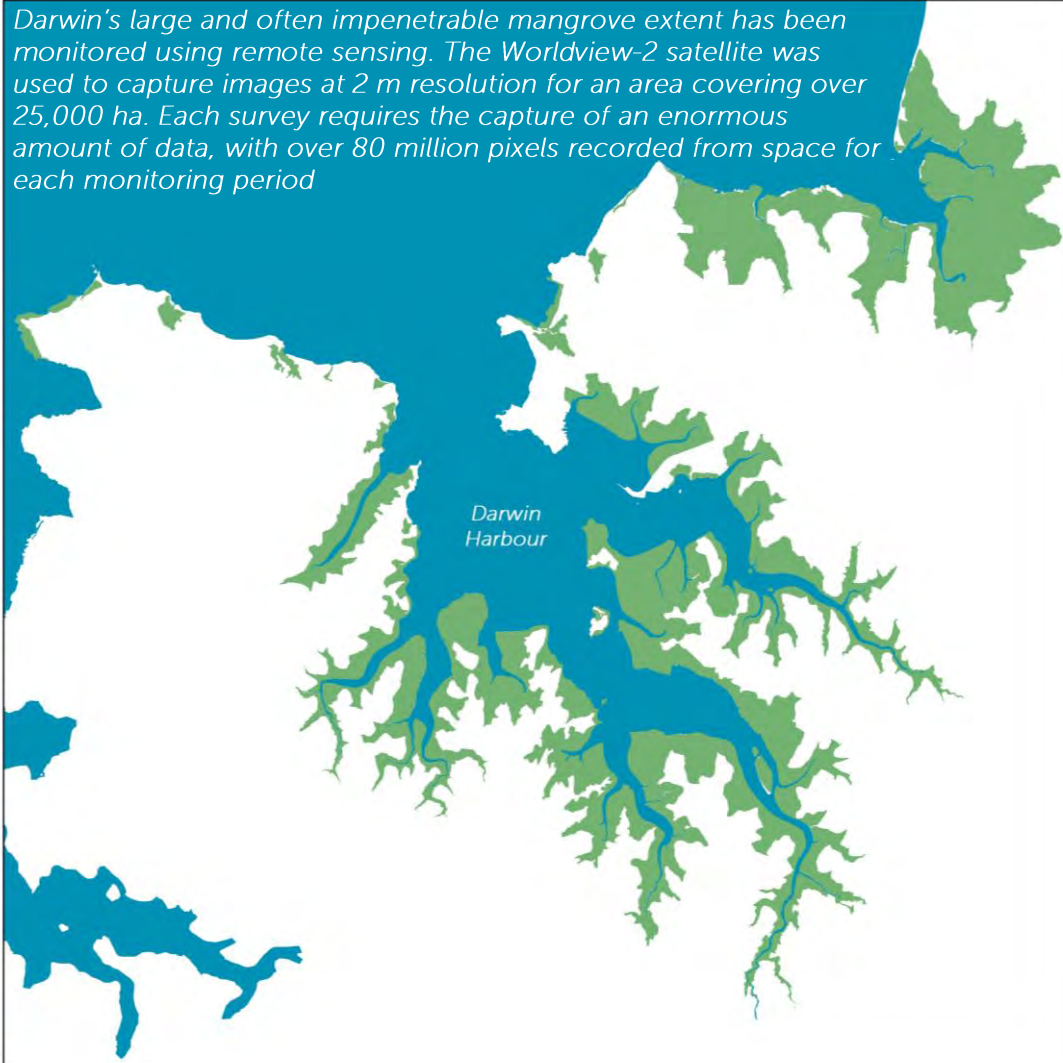 Darwin's large and often impenetrable mangrove extent has been
monitored using remote sensing. The Worldview-2 satellite was
used to capture images at 2 m resolution for an area covering over
25,000 ha. Each survey requires the capture of an enormous
amount of data, with over 80 million pixels recorded from space for
each monitoring period
Darwin
Harbour